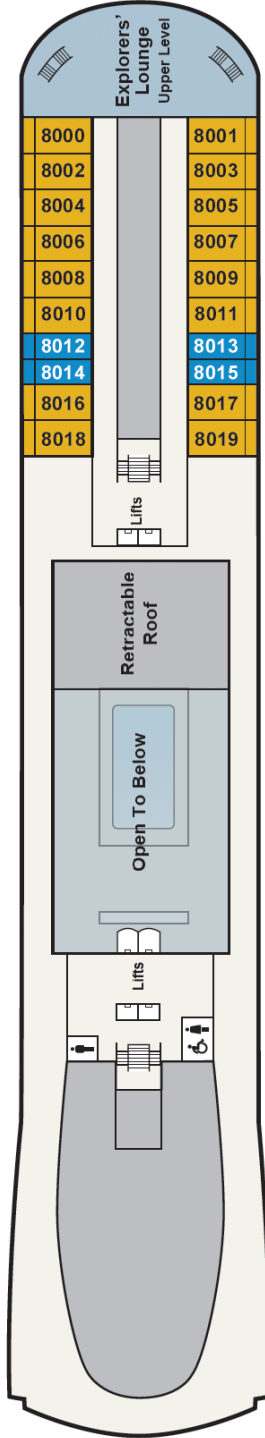 Explorers'
Lounge
Upper Level
8000 8001
8002 8003
8004 8005
8006 8007
8008 8009
8010 8011
8012 8013
8014 8015
8016 8017
8018 8019
Lifts
Retractable
Roof
Open To Below
Lifts